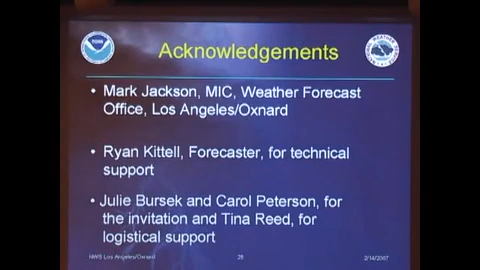 Acknowledgements
• Mark Jackson, MIC, Weather Forecast
Office, Los Angeles/Oxnard
• Ryan Kittell, Forecaster, for technical
support
• Julie Bursek and Carol Peterson, for
the invitation and Tina Reed, for
logistical support
NWS Los Angeles/Oxnard
26
2/14/2007